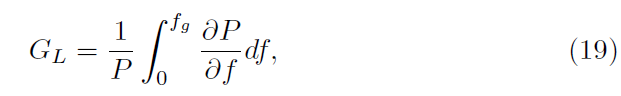 $G_L = \frac{1}{P} \int_0^{f_g} \frac{\partial P}{\partial f} df,$ (19)